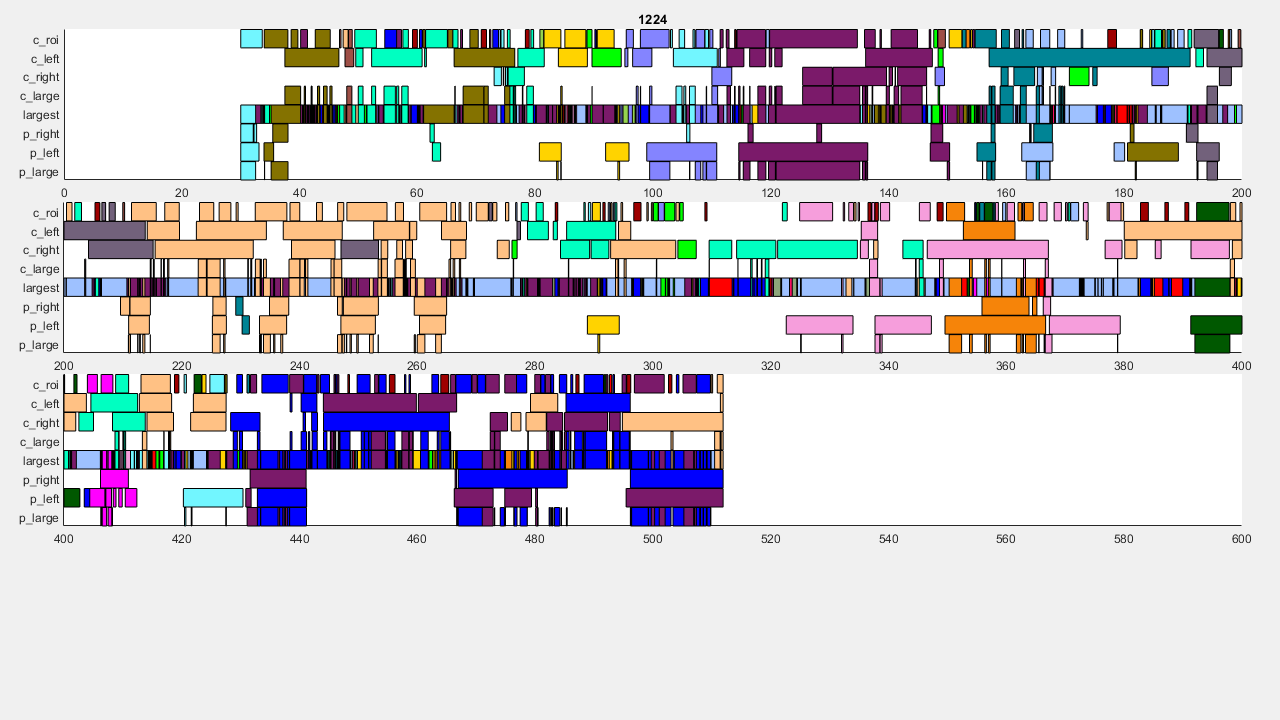 1224
c_roi
c_left
c_right
c_large
largest
p_right
p_left
p_large
0 20 40 60 80 100 120 140 160 180 200
c_roi
c_left
c_right
c_large
largest
p_right
p_left
p_large
200 220 240 260 280 300 320 340 360 380 400
c_roi
c_left
c_right
c_large
largest
p_right
p_left
p_large
400 420 440 460 480 500 520 540 560 580 600